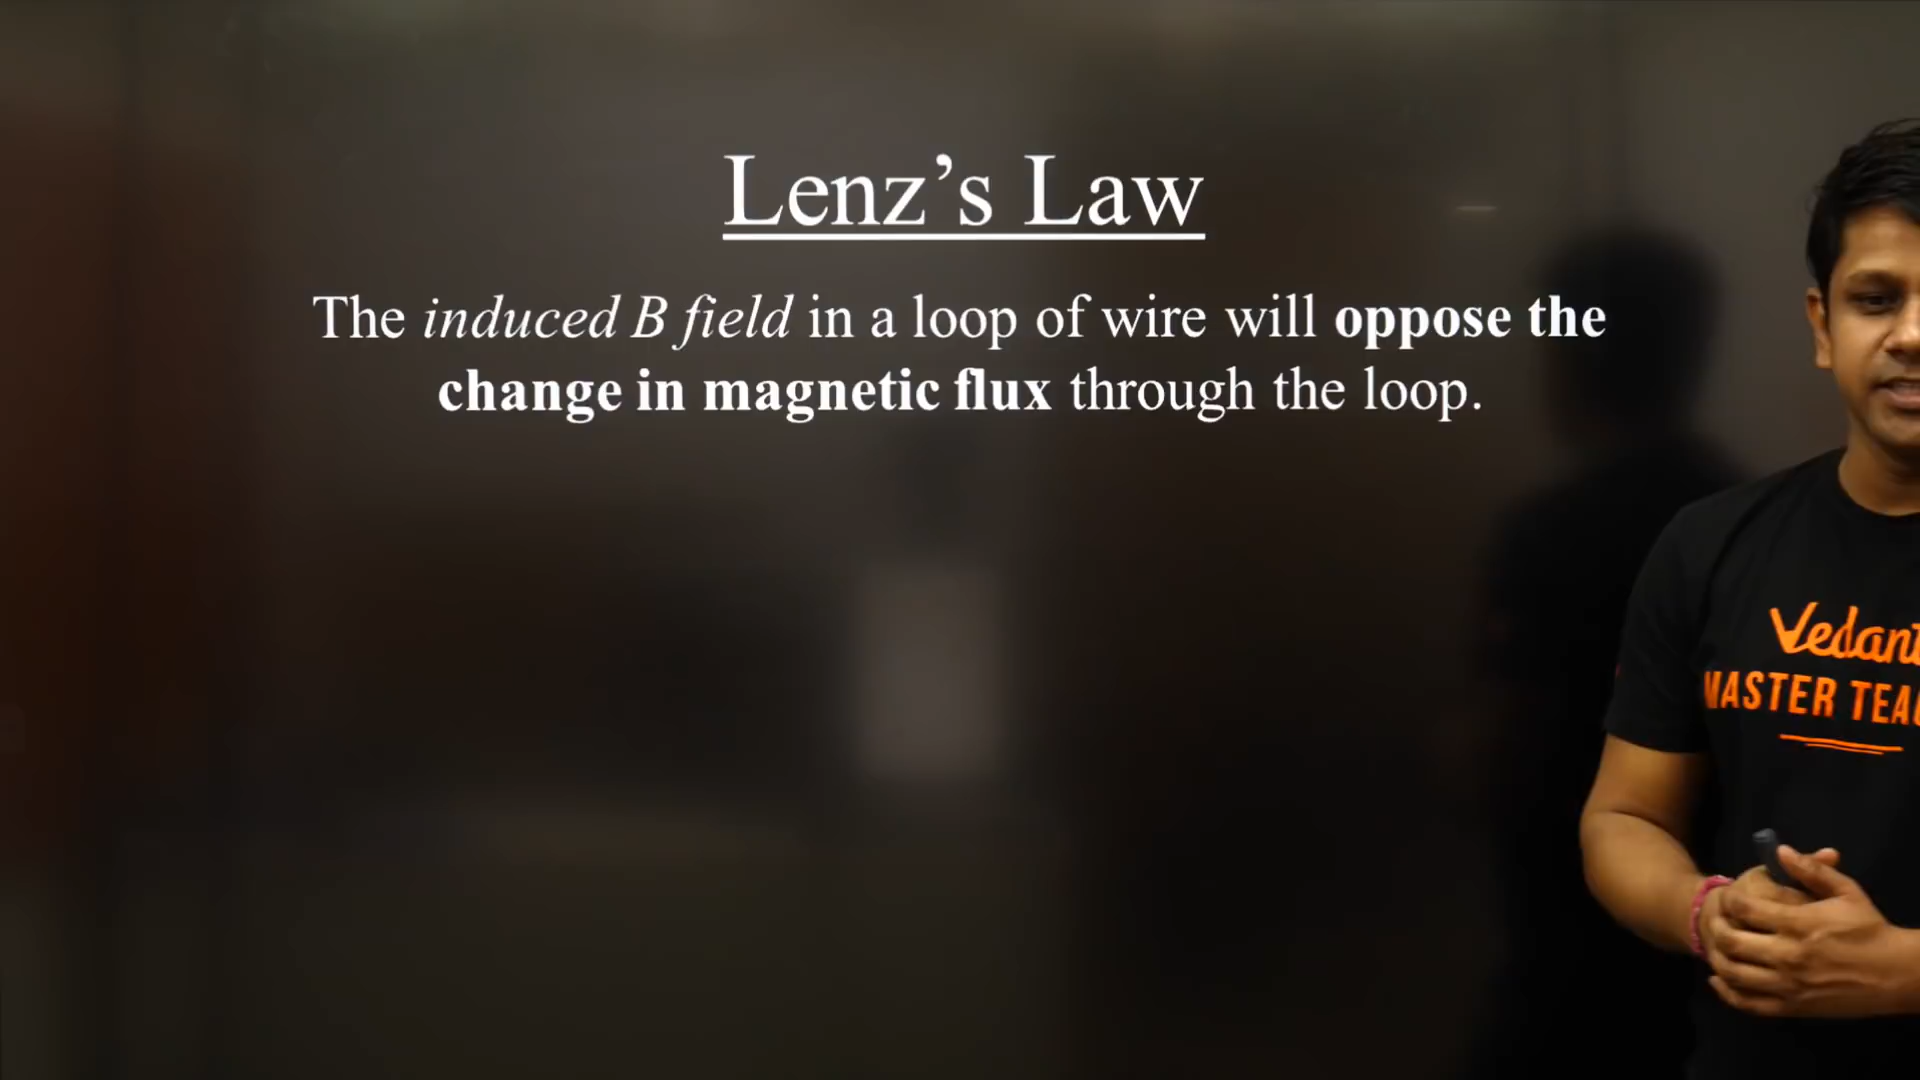 Lenz’s Law
The induced B field in a loop of wire will oppose the
change in magnetic flux through the loop.
Vedant
MASTER TEA